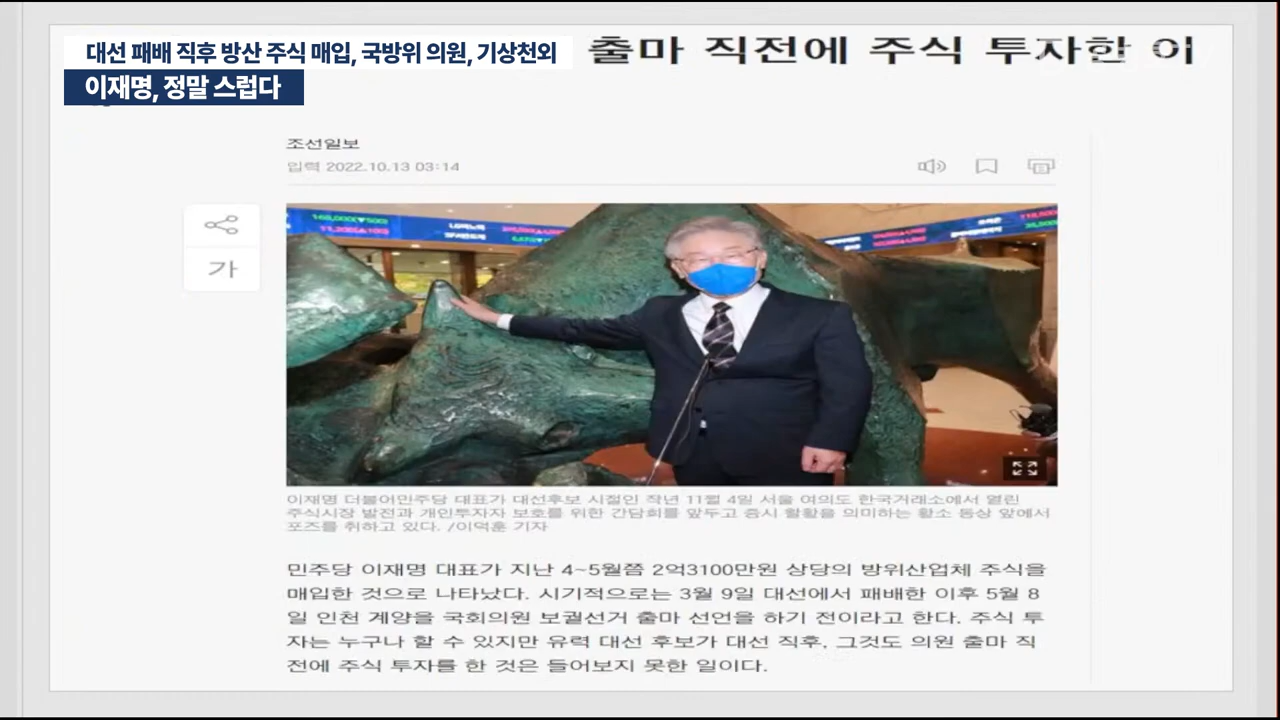 대선 패배 직후 방산 주식 매입, 국방위 의원, 기상천외
이재명, 정말 스럽다
출마 직전에 주식 투자한 이
조선일보
입력 2022.10.13 03:14
가
이재명 더불어민주당 대표가 대선후보 시절인 작년 11월 4일 서울 여의도 한국거래소에서 열린
주식시장 발전과 개인투자자 보호를 위한 간담회를 앞두고 증시 활황을 의미하는 황소 동상 앞에서
포즈를 취하고 있다. /이덕훈 기자
민주당 이재명 대표가 지난 4~5월쯤 2억3100만원 상당의 방위산업체 주식을
매입한 것으로 나타났다. 시기적으로는 3월 9일 대선에서 패배한 이후 5월 8
일 인천 계양을 국회의원 보궐선거 출마 선언을 하기 전이라고 한다. 주식 투
자는 누구나 할 수 있지만 유력 대선 후보가 대선 직후, 그것도 의원 출마 직
전에 주식 투자를 한 것은 들어보지 못한 일이다.